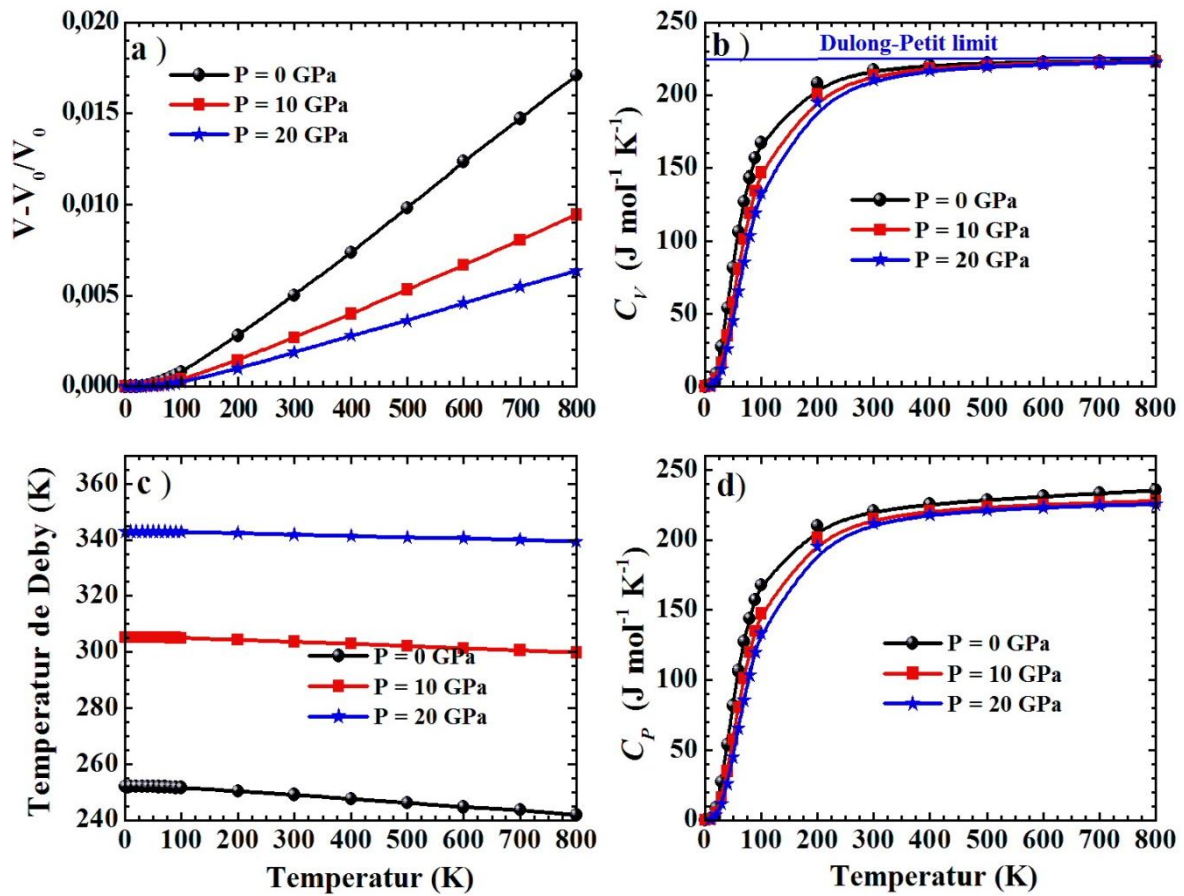 a )
P = 0 GPa
P = 10 GPa
P = 20 GPa
V-V0/V0
0,020
0,015
0,010
0,005
0,000
0 100 200 300 400 500 600 700 800
b )
Dulong-Petit limit
P = 0 GPa
P = 10 GPa
P = 20 GPa
CV (J mol-1 K-1)
250
200
150
100
50
0
0 100 200 300 400 500 600 700 800
c )
P = 0 GPa
P = 10 GPa
P = 20 GPa
Temperatur de Deby (K)
360
340
320
300
280
260
240
0 100 200 300 400 500 600 700 800
Temperatur (K)
d)
P = 0 GPa
P = 10 GPa
P = 20 GPa
CP (J mol-1 K-1)
250
200
150
100
50
0
0 100 200 300 400 500 600 700 800
Temperatur (K)